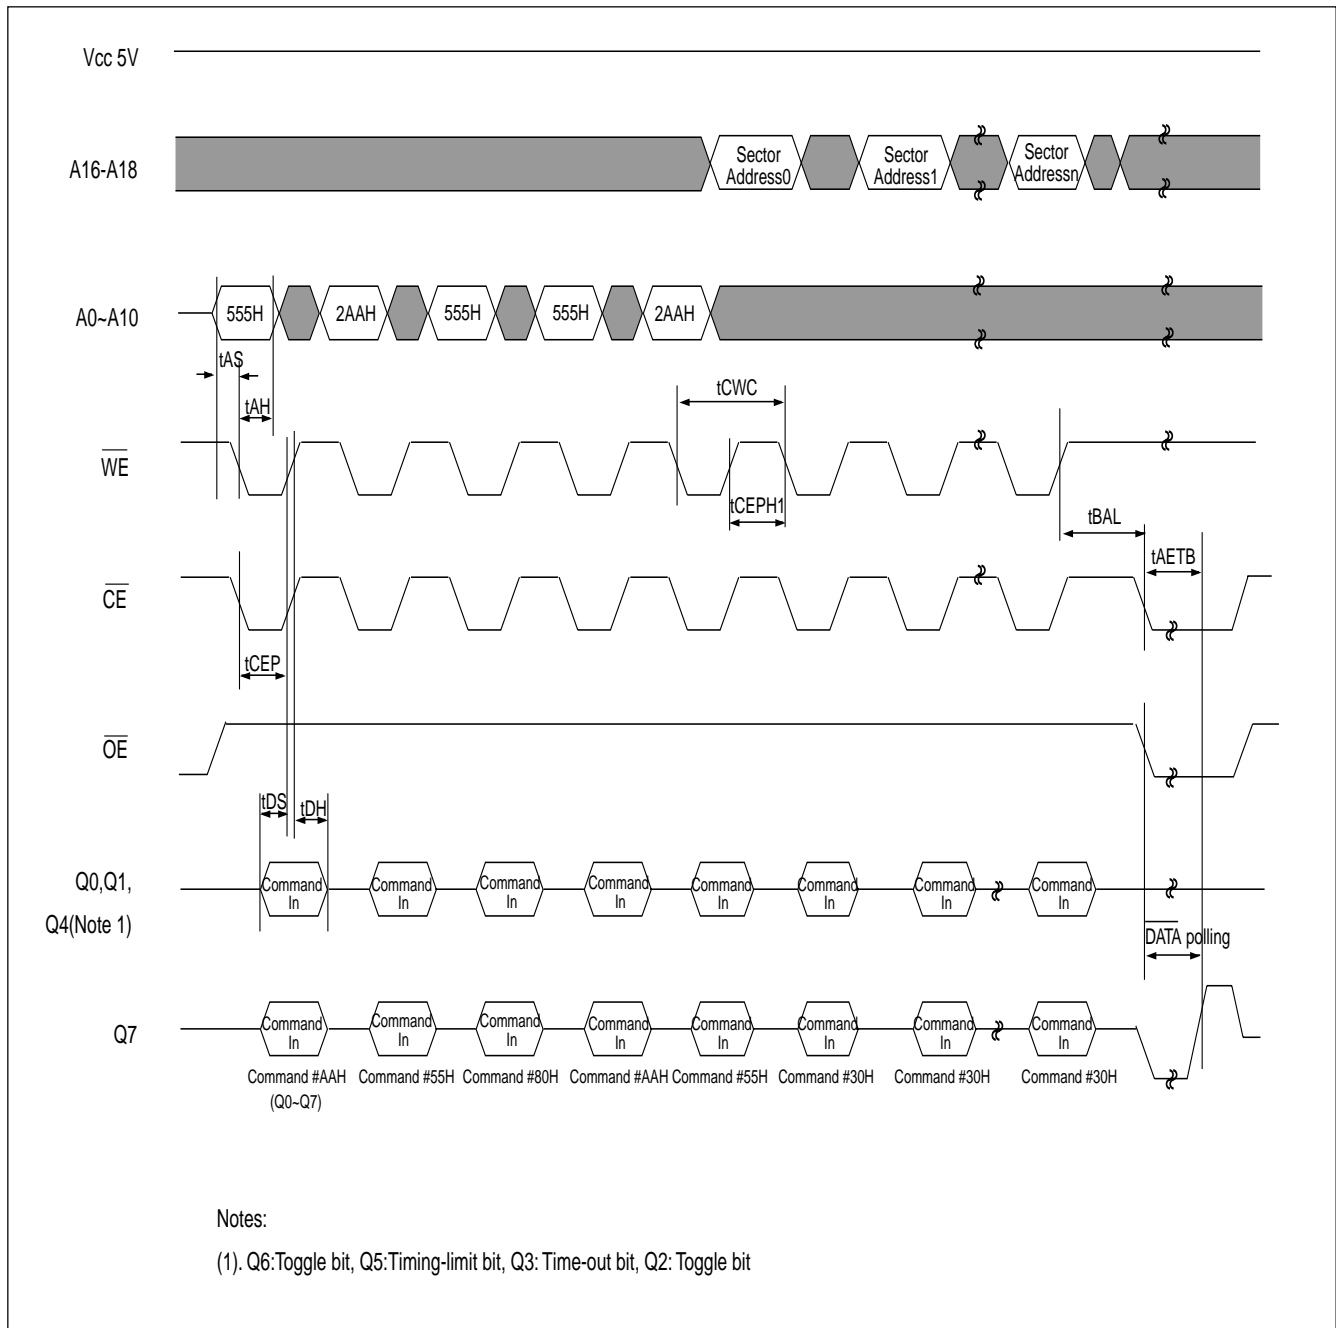 Vcc 5V
A16-A18
Sector
Address0
Sector
Address1
Sector
Addressn
A0~A10
555H
2AAH
555H
555H
2AAH
tAS
tAH
tCWC
WE
tCEPH1
tBAL
tAETB
CE
tCEP
OE
tDS
tDH
Q0,Q1,
Q4(Note 1)
Command
In
Command
In
Command
In
Command
In
Command
In
Command
In
Command
In
Command
In
DATA polling
Q7
Command
In
Command
In
Command
In
Command
In
Command
In
Command
In
Command
In
Command
In
Command #AAH
(Q0~Q7)
Command #55H
Command #80H
Command #AAH
Command #55H
Command #30H
Command #30H
Command #30H
Notes:
(1). Q6:Toggle bit, Q5:Timing-limit bit, Q3: Time-out bit, Q2: Toggle bit